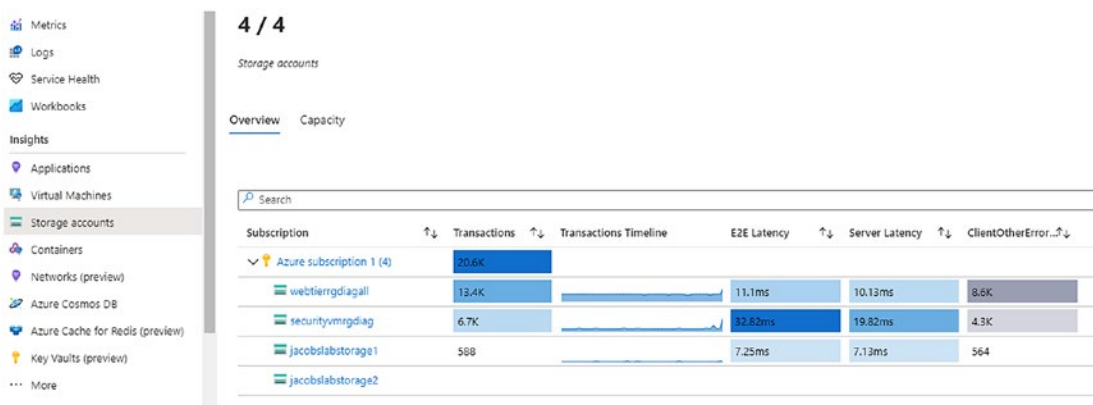 Metrics
Logs
Service Health
Workbooks
Insights
Applications
Virtual Machines
Storage accounts
Containers
Networks (preview)
Azure Cosmos DB
Azure Cache for Redis (preview)
Key Vaults (preview)
More
4 / 4
Storage accounts
Overview Capacity
Search
Subscription Transactions Transactions Timeline E2E Latency Server Latency ClientOtherError...
Azure subscription 1 (4) 20.6K
webtierrgdiagall 13.4K 11.1ms 10.13ms 8.6K
securityvmrgdiag 6.7K 32.82ms 19.82ms 4.3K
jacobslabstorage1 588 7.25ms 7.13ms 564
jacobslabstorage2